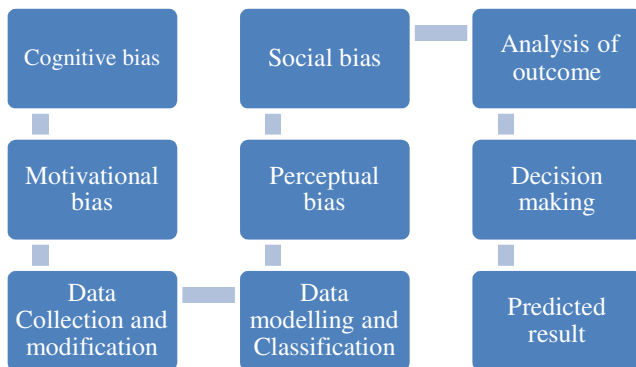 Cognitive bias
Motivational
bias
Data
Collection and
modification
Data
modelling and
Classification
Perceptual
bias
Social bias
Analysis of
outcome
Decision
making
Predicted
result